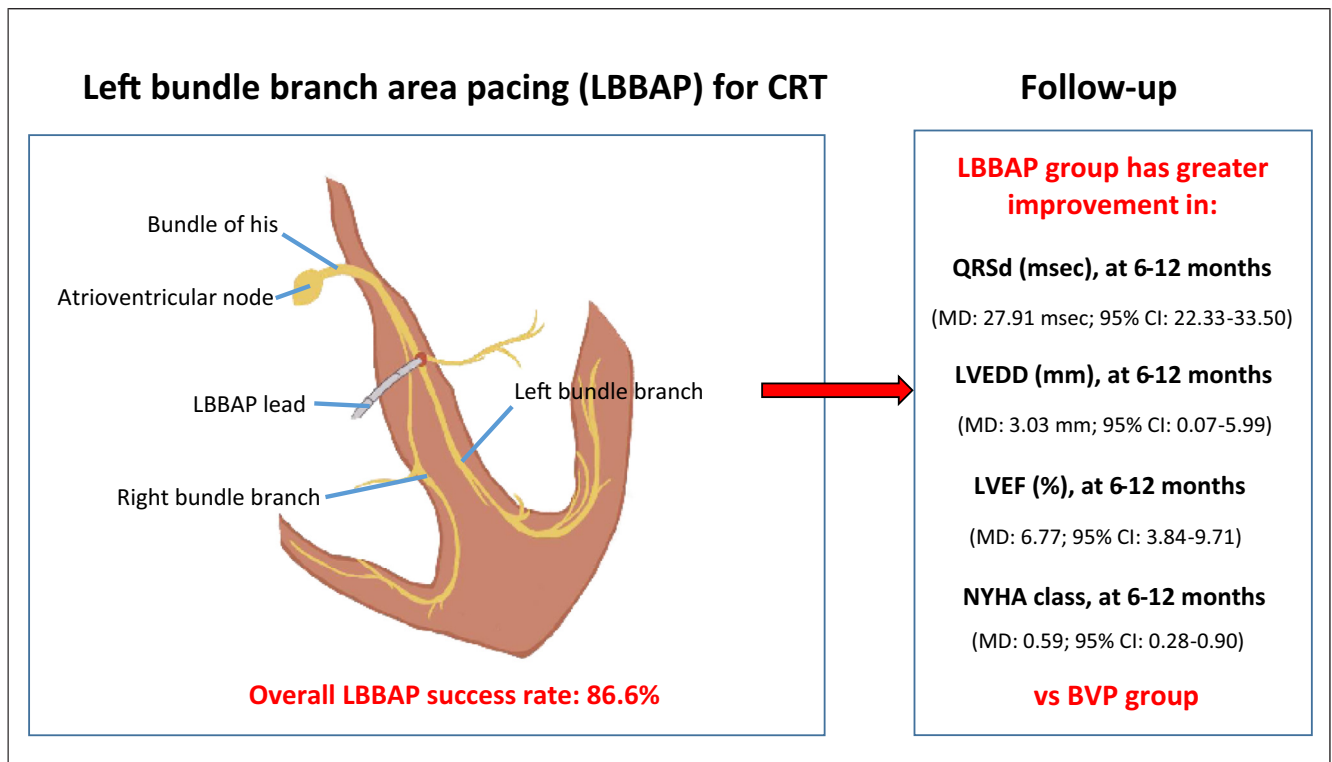 Left bundle branch area pacing (LBBAP) for CRT
Bundle of his
Atrioventricular node
LBBAP lead
Left bundle branch
Right bundle branch
Overall LBBAP success rate: 86.6%
Follow-up
LBBAP group has greater
improvement in:
QRSd (msec), at 6-12 months
(MD: 27.91 msec; 95% CI: 22.33-33.50)
LVEDD (mm), at 6-12 months
(MD: 3.03 mm; 95% CI: 0.07-5.99)
LVEF (%), at 6-12 months
(MD: 6.77; 95% CI: 3.84-9.71)
NYHA class, at 6-12 months
(MD: 0.59; 95% CI: 0.28-0.90)
vs BVP group